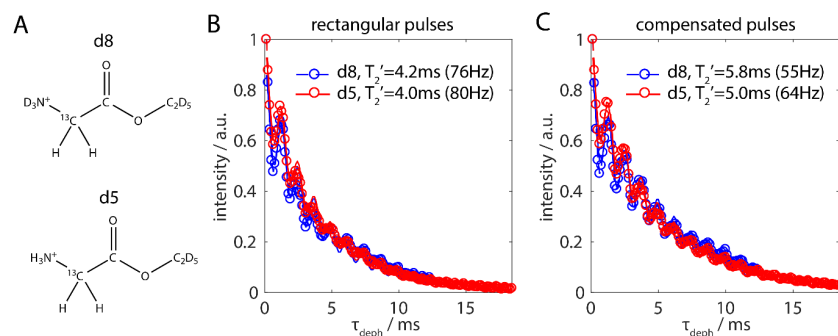 A
d8
O
D₃N⁺
¹³C
O
C₂D₅
H
H
d5
O
H₃N⁺
¹³C
O
C₂D₅
H
H
B
rectangular pulses
d8, T₂'=4.2ms (76Hz)
d5, T₂'=4.0ms (80Hz)
intensity / a.u.
1
0.8
0.6
0.4
0.2
0
0 5 10 15
τdeph / ms
C
compensated pulses
d8, T₂'=5.8ms (55Hz)
d5, T₂'=5.0ms (64Hz)
intensity / a.u.
1
0.8
0.6
0.4
0.2
0
0 5 10 15
τdeph / ms